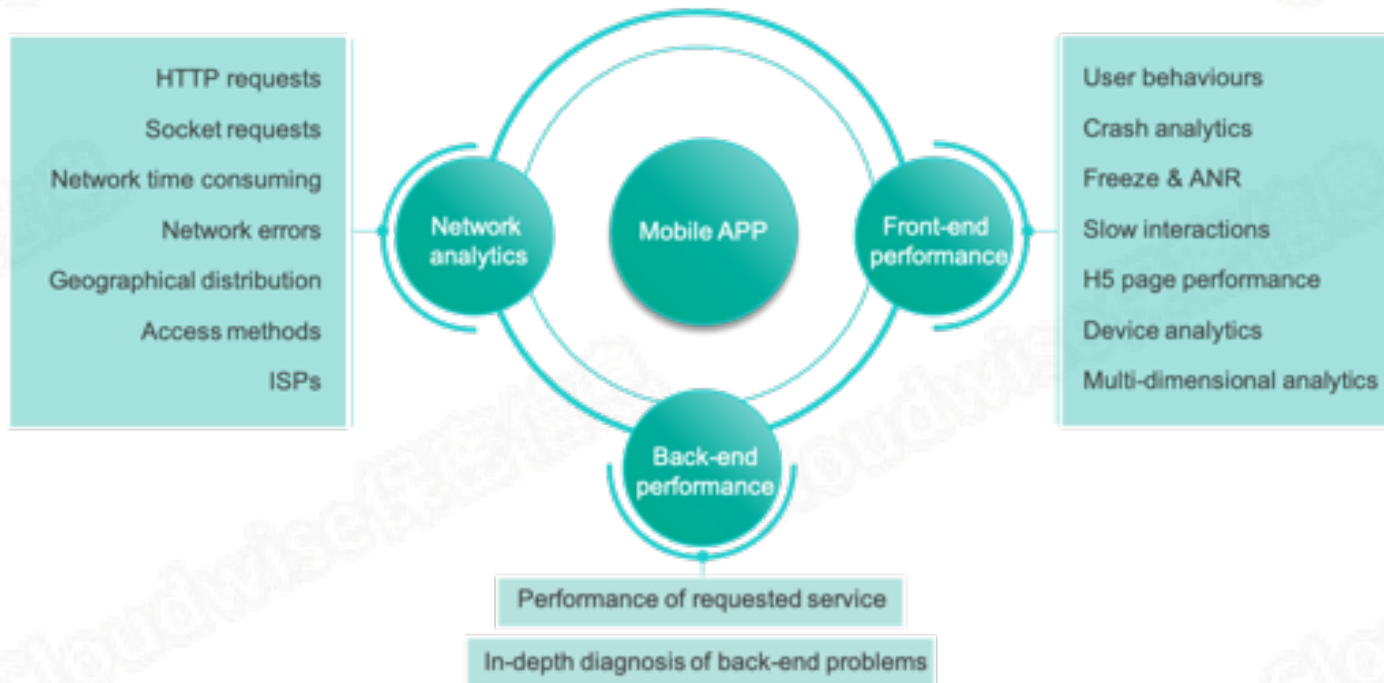 HTTP requests
Socket requests
Network time consuming
Network errors
Geographical distribution
Access methods
ISPs
Network
analytics
Mobile APP
Front-end
performance
User behaviours
Crash analytics
Freeze & ANR
Slow interactions
H5 page performance
Device analytics
Multi-dimensional analytics
Back-end
performance
Performance of requested service
In-depth diagnosis of back-end problems
Cloudwise